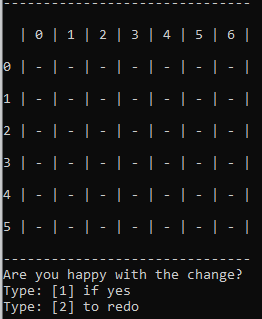 -------------------------------
| 0 | 1 | 2 | 3 | 4 | 5 | 6 |
0 | - | - | - | - | - | - | - |
1 | - | - | - | - | - | - | - |
2 | - | - | - | - | - | - | - |
3 | - | - | - | - | - | - | - |
4 | - | - | - | - | - | - | - |
5 | - | - | - | - | - | - | - |
-------------------------------
Are you happy with the change?
Type: [1] if yes
Type: [2] to redo